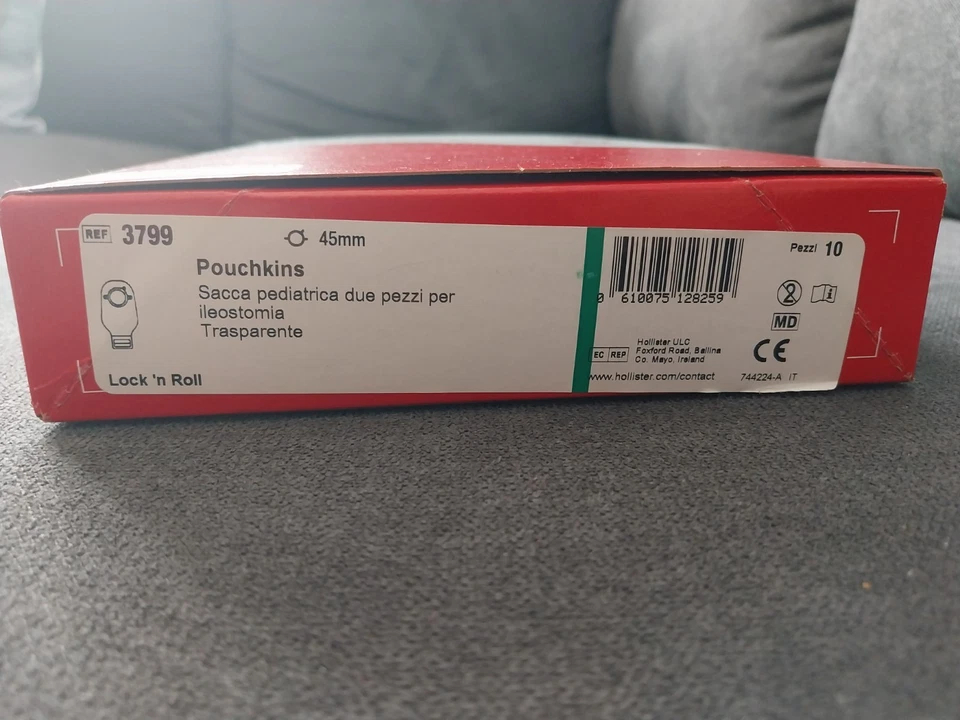 REF 3799
45mm
Pouchkins
Sacca pediatrica due pezzi per
ileostomia
Trasparente
Lock 'n Roll
0 610075 128259
Pezzi 10
2
MD
EC REP
Hollister ULC
Foxford Road, Ballina
Co. Mayo, Ireland
CE
www.hollister.com/contact
744224-A IT